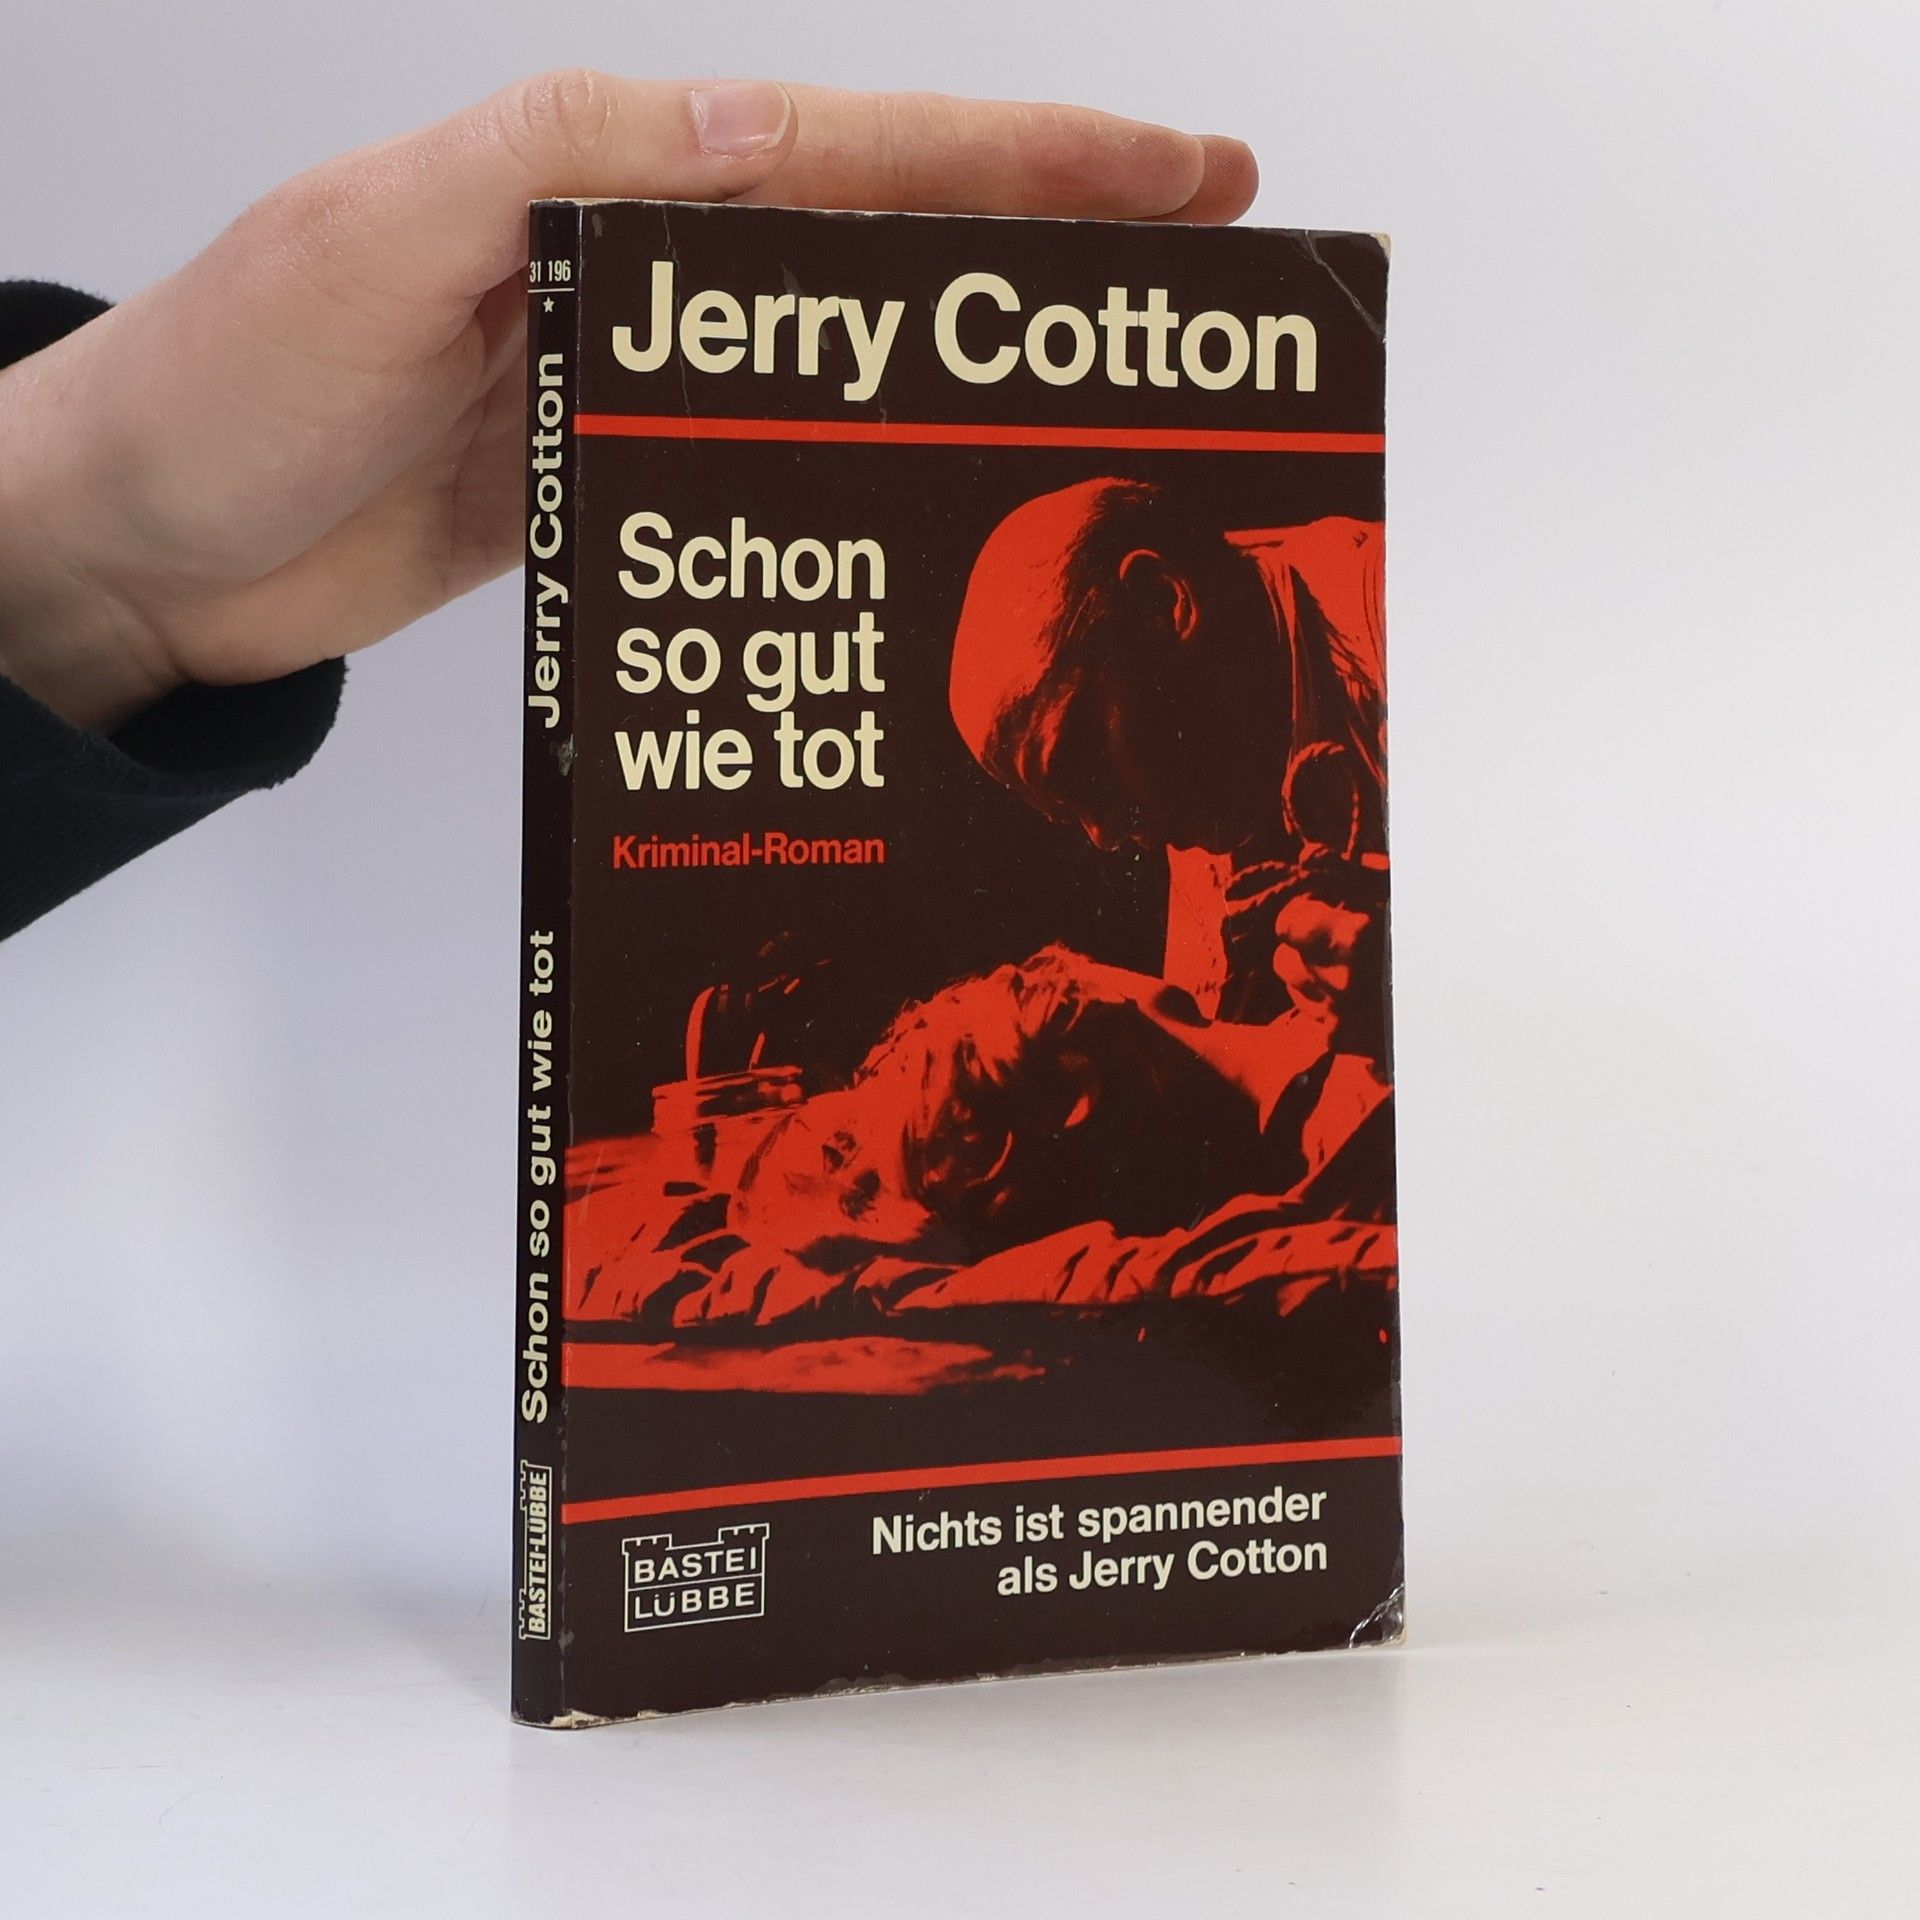 31 196
Jerry Cotton
Schon so gut wie tot
BASTEI-LÜBBE
Jerry Cotton
Schon
so gut
wie tot
Kriminal-Roman
BASTEI
LÜBBE
Nichts ist spannender
als Jerry Cotton